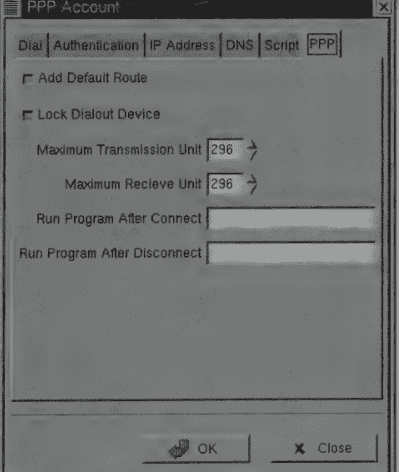 PPP Account
Dial Authentication IP Address DNS Script PPP
Add Default Route
Lock Dialout Device
Maximum Transmission Unit 296
Maximum Recieve Unit 296
Run Program After Connect
Run Program After Disconnect
OK Close